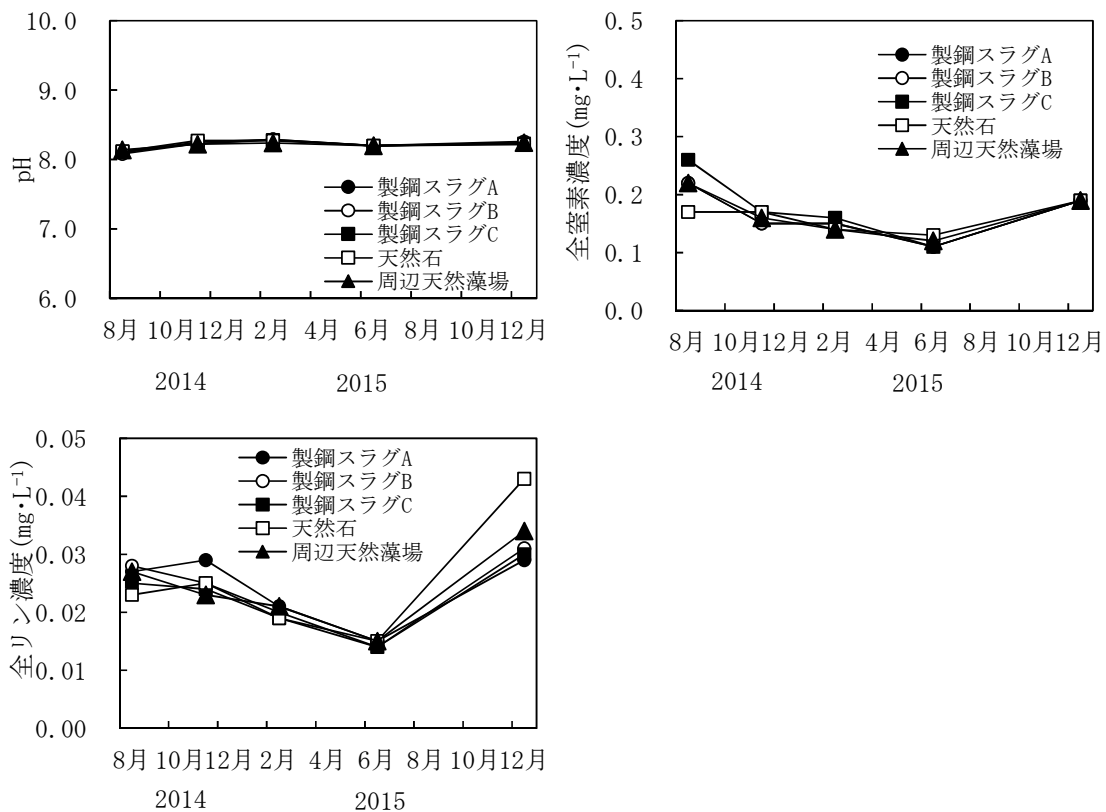 10.0
9.0
8.0
7.0
6.0
pH
製鋼スラグA
製鋼スラグB
製鋼スラグC
天然石
周辺天然藻場
8月 10月 12月 2月 4月 6月 8月 10月 12月
2014 2015
0.5
0.4
0.3
0.2
0.1
0.0
全窒素濃度(mg·L⁻¹)
製鋼スラグA
製鋼スラグB
製鋼スラグC
天然石
周辺天然藻場
8月 10月 12月 2月 4月 6月 8月 10月 12月
2014 2015
0.05
0.04
0.03
0.02
0.01
0.00
全リン濃度(mg·L⁻¹)
製鋼スラグA
製鋼スラグB
製鋼スラグC
天然石
周辺天然藻場
8月 10月 12月 2月 4月 6月 8月 10月 12月
2014 2015